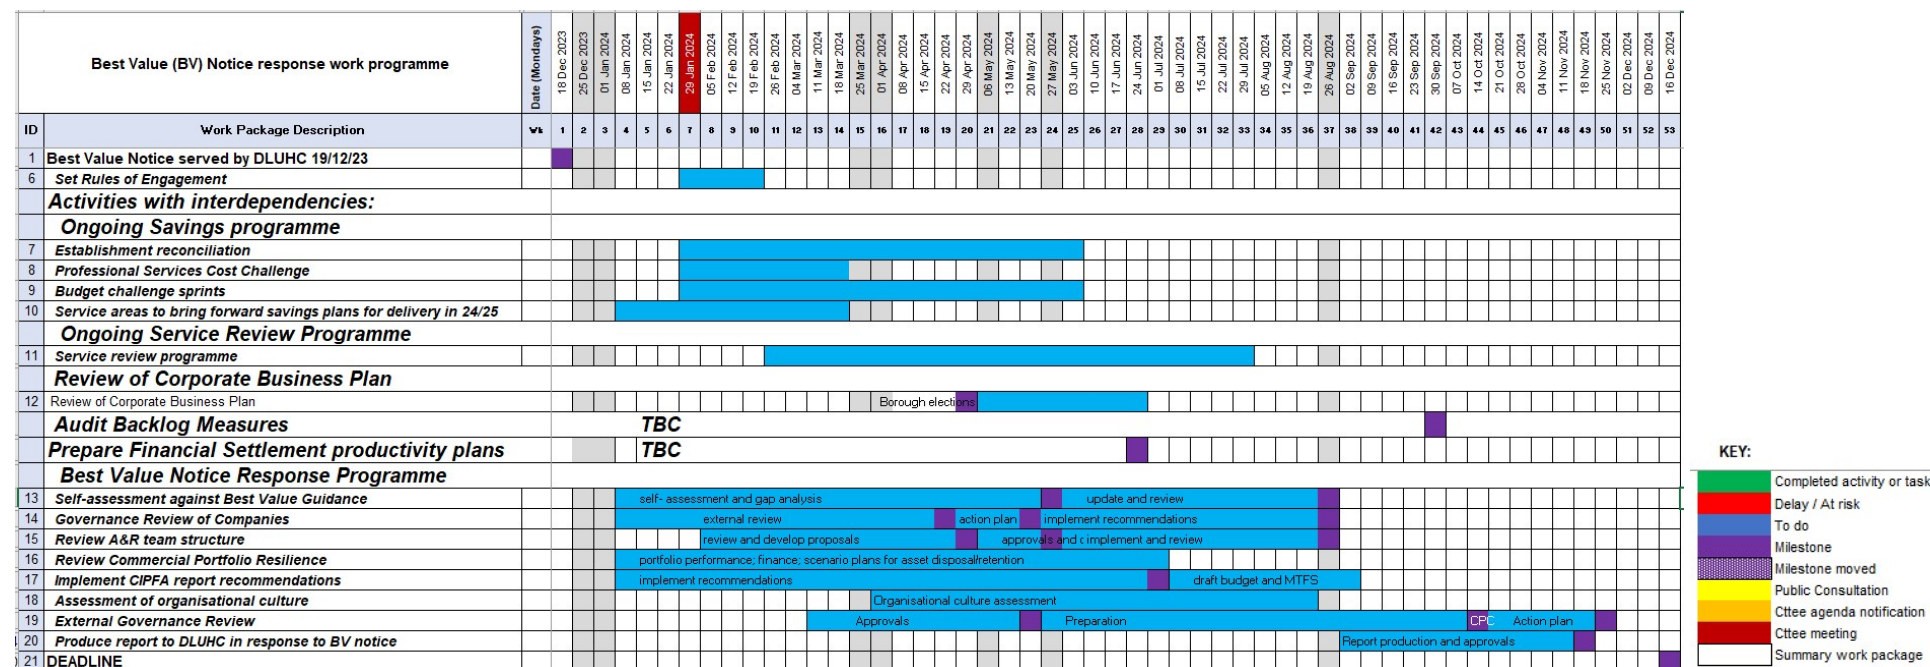 Best Value (BV) Notice response work programme
Date (Mondays)
18 Dec 2023
25 Dec 2023
01 Jan 2024
08 Jan 2024
15 Jan 2024
22 Jan 2024
29 Jan 2024
05 Feb 2024
12 Feb 2024
19 Feb 2024
26 Feb 2024
04 Mar 2024
11 Mar 2024
18 Mar 2024
25 Mar 2024
01 Apr 2024
08 Apr 2024
15 Apr 2024
22 Apr 2024
29 Apr 2024
06 May 2024
13 May 2024
20 May 2024
27 May 2024
03 Jun 2024
10 Jun 2024
17 Jun 2024
24 Jun 2024
01 Jul 2024
08 Jul 2024
15 Jul 2024
22 Jul 2024
29 Jul 2024
05 Aug 2024
12 Aug 2024
19 Aug 2024
26 Aug 2024
02 Sep 2024
09 Sep 2024
16 Sep 2024
23 Sep 2024
30 Sep 2024
07 Oct 2024
14 Oct 2024
21 Oct 2024
28 Oct 2024
04 Nov 2024
11 Nov 2024
18 Nov 2024
25 Nov 2024
02 Dec 2024
09 Dec 2024
16 Dec 2024
ID Work Package Description Wk 1 2 3 4 5 6 7 8 9 10 11 12 13 14 15 16 17 18 19 20 21 22 23 24 25 26 27 28 29 30 31 32 33 34 35 36 37 38 39 40 41 42 43 44 45 46 47 48 49 50 51 52 53
1 Best Value Notice served by DLUHC 19/12/23
6 Set Rules of Engagement
Activities with interdependencies:
Ongoing Savings programme
7 Establishment reconciliation
8 Professional Services Cost Challenge
9 Budget challenge sprints
10 Service areas to bring forward savings plans for delivery in 24/25
Ongoing Service Review Programme
11 Service review programme
Review of Corporate Business Plan
12 Review of Corporate Business Plan Borough elections
Audit Backlog Measures TBC
Prepare Financial Settlement productivity plans TBC
Best Value Notice Response Programme
13 Self-assessment against Best Value Guidance self- assessment and gap analysis update and review
14 Governance Review of Companies external review action plan implement recommendations
15 Review A&R team structure review and develop proposals approvals and c implement and review
16 Review Commercial Portfolio Resilience portfolio performance; finance; scenario plans for asset disposal/retention
17 Implement CIPFA report recommendations implement recommendations draft budget and MTFS
18 Assessment of organisational culture Organisational culture assessment
19 External Governance Review Approvals Preparation CPC Action plan
20 Produce report to DLUHC in response to BV notice Report production and approvals
21 DEADLINE
KEY:
Completed activity or task
Delay / At risk
To do
Milestone
Milestone moved
Public Consultation
Cttee agenda notification
Cttee meeting
Summary work package